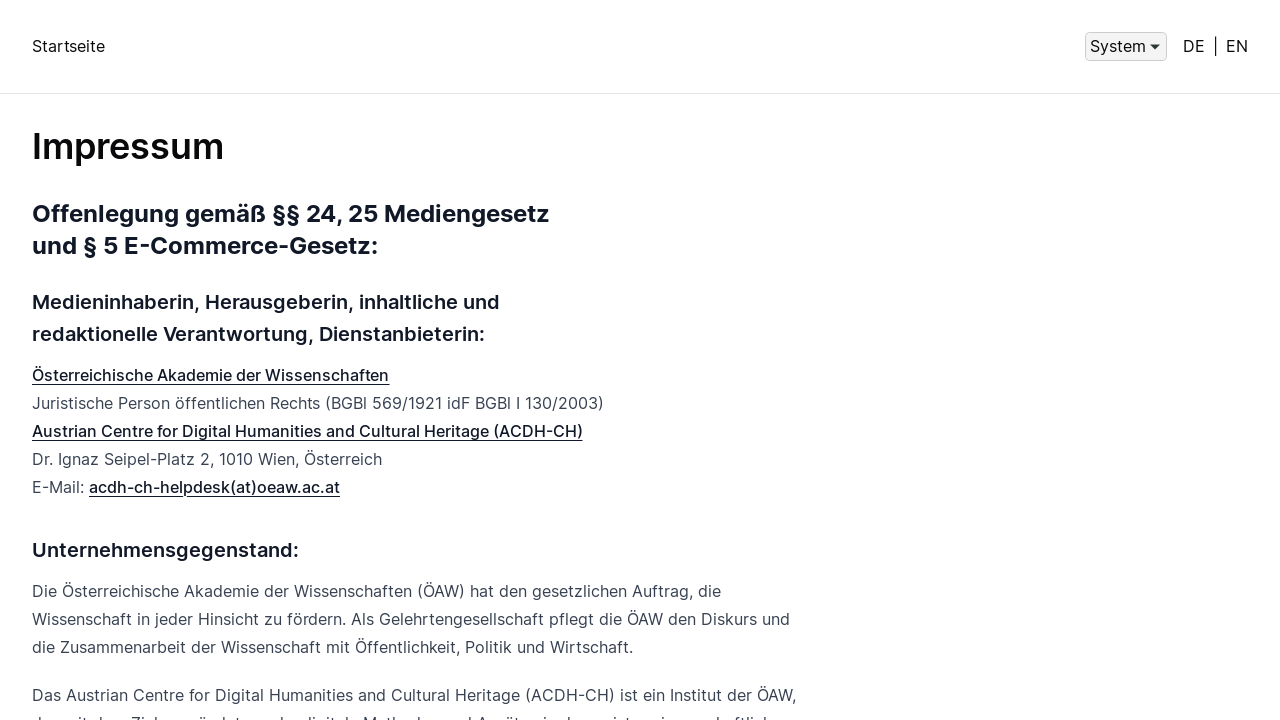 Startseite
System
DE | EN
Impressum
Offenlegung gemäß §§ 24, 25 Mediengesetz
und § 5 E-Commerce-Gesetz:
Medieninhaberin, Herausgeberin, inhaltliche und
redaktionelle Verantwortung, Dienstanbieterin:
Österreichische Akademie der Wissenschaften
Juristische Person öffentlichen Rechts (BGBl 569/1921 idF BGBl I 130/2003)
Austrian Centre for Digital Humanities and Cultural Heritage (ACDH-CH)
Dr. Ignaz Seipel-Platz 2, 1010 Wien, Österreich
E-Mail: acdh-ch-helpdesk(at)oeaw.ac.at
Unternehmensgegenstand:
Die Österreichische Akademie der Wissenschaften (ÖAW) hat den gesetzlichen Auftrag, die
Wissenschaft in jeder Hinsicht zu fördern. Als Gelehrtengesellschaft pflegt die ÖAW den Diskurs und
die Zusammenarbeit der Wissenschaft mit Öffentlichkeit, Politik und Wirtschaft.
Das Austrian Centre for Digital Humanities and Cultural Heritage (ACDH-CH) ist ein Institut der ÖAW,